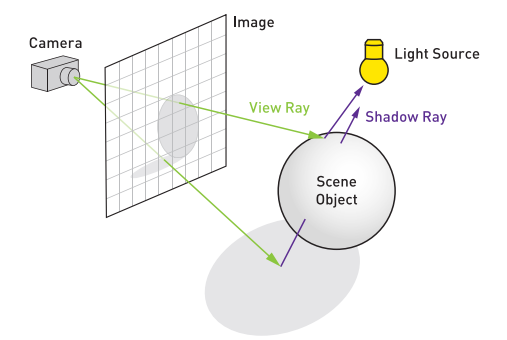 Image
Camera
Light Source
View Ray
Shadow Ray
Scene
Object